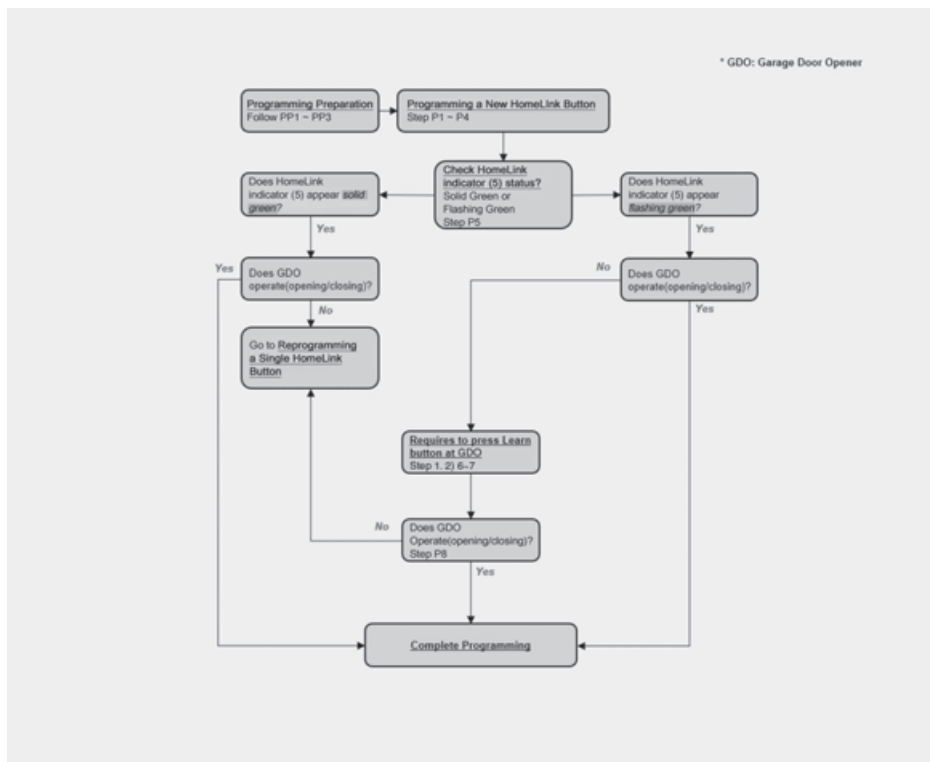 * GDO: Garage Door Opener
Programming Preparation
Follow PP1 ~ PP3
Programming a New HomeLInk Button
Step P1 ~ P4
Check HomeLink
indicator (5) status?
Solid Green or
Flashing Green
Step P5
Does HomeLink
indicator (5) appear solid
green?
Does HomeLink
indicator (5) appear
flashing green?
Yes
Yes
Yes
Does GDO
operate(opening/closing)?
No
Does GDO
operate(opening/closing)?
No
Yes
Go to Reprogramming
a Single HomeLink
Button
Requires to press Learn
button at GDO
Step 1. 2) 6~7
No
Does GDO
Operate(opening/closing)?
Step P8
Yes
Complete Programming